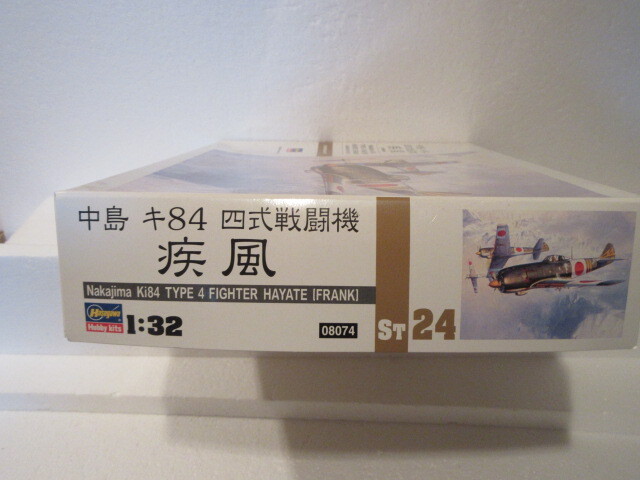 中島 キ84 四式戦闘機
疾風
Nakajima Ki84 TYPE 4 FIGHTER HAYATE [FRANK]
Hasegawa
Hobby kits
1:32
08074
ST 24